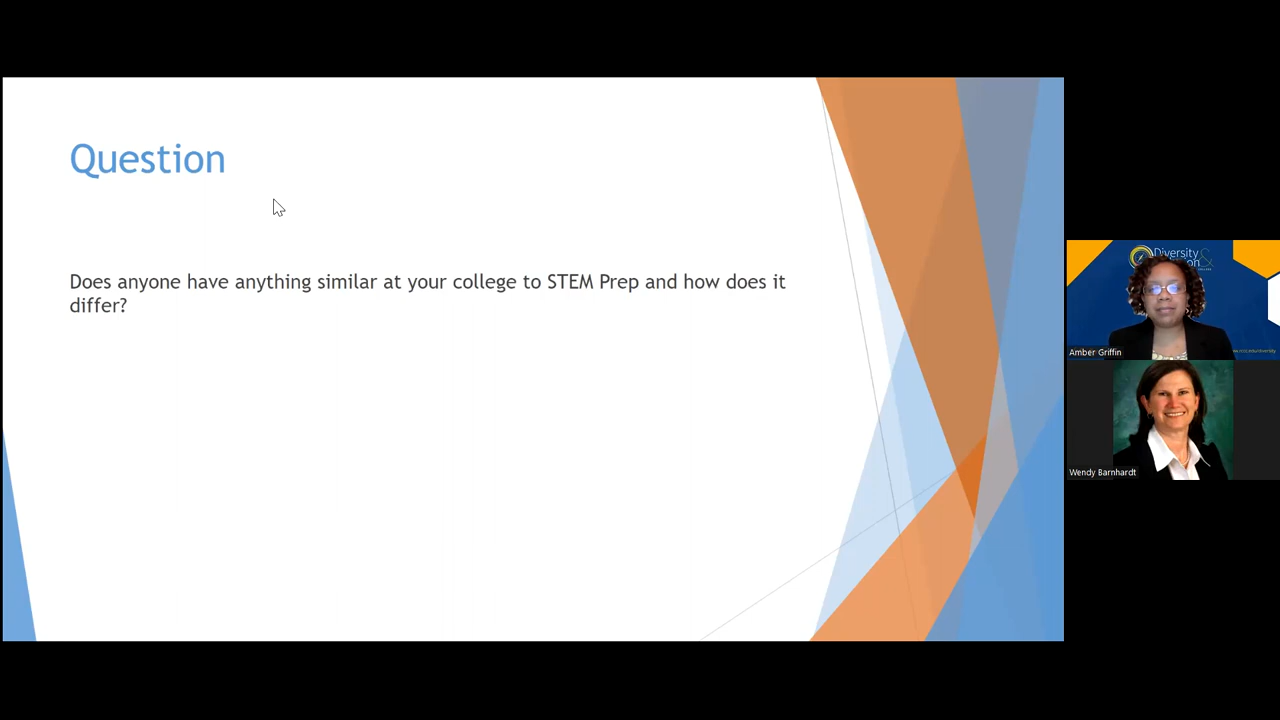 Question
Does anyone have anything similar at your college to STEM Prep and how does it
differ?
Diversity &
Amber Griffin
Wendy Barnhardt